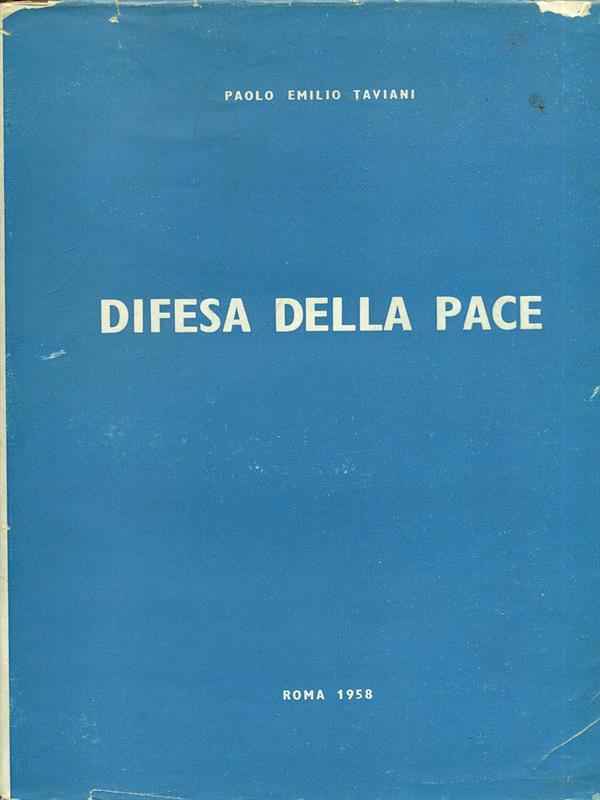 PAOLO EMILIO TAVIANI
DIFESA DELLA PACE
ROMA 1958